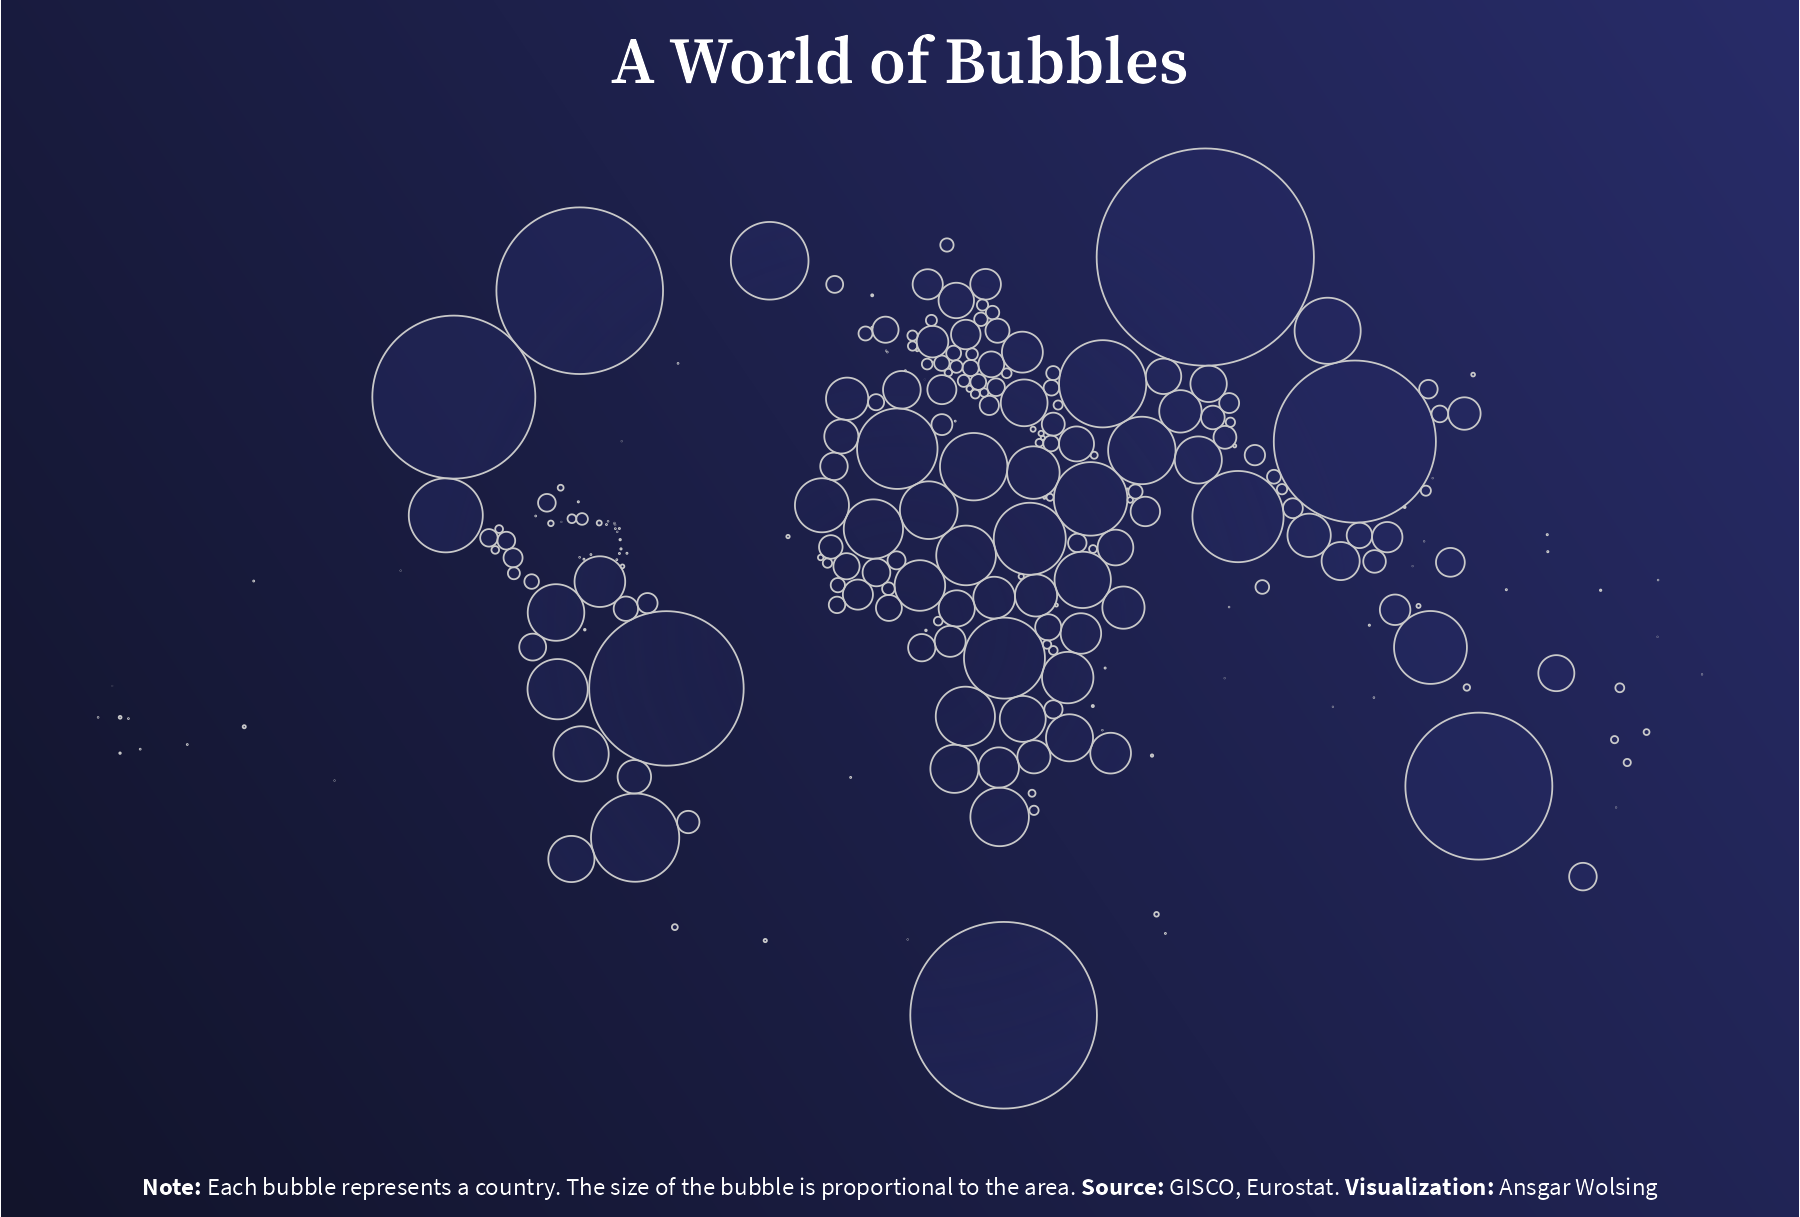 A World of Bubbles
Note: Each bubble represents a country. The size of the bubble is proportional to the area. Source: GISCO, Eurostat. Visualization: Ansgar Wolsing